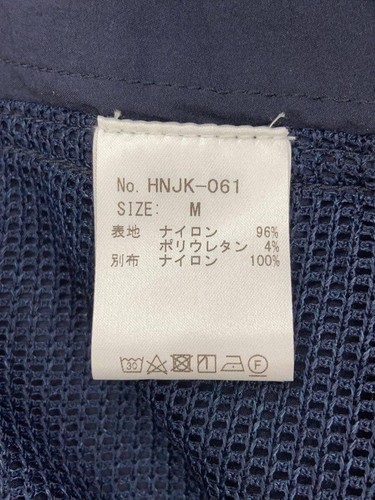 No. HNJK-061
SIZE: M
表地 ナイロン 96%
ポリウレタン 4%
別布 ナイロン 100%
30 F